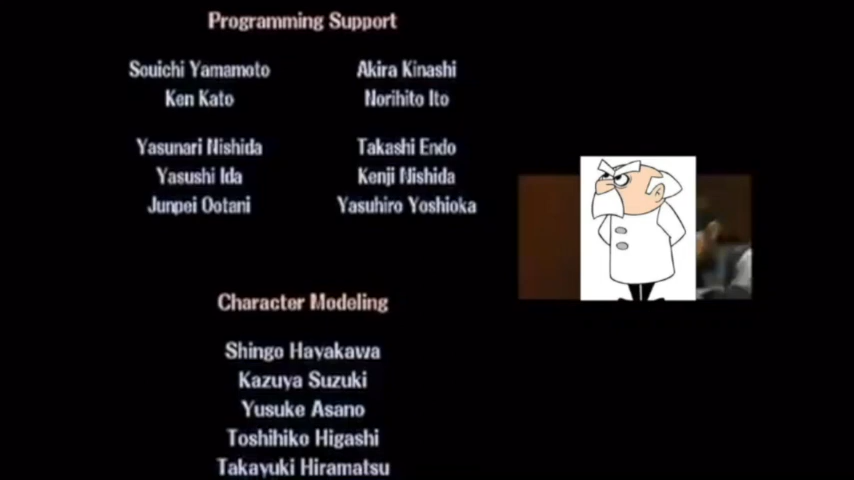 Programming Support
Souichi Yamamoto Akira Kinashi
Ken Kato Norihito Ito
Yasunari Nishida Takashi Endo
Yasushi Ida Kenji Nishida
Junpei Ootani Yasuhiro Yoshioka
Character Modeling
Shingo Hayakawa
Kazuya Suzuki
Yusuke Asano
Toshihiko Higashi
Takayuki Hiramatsu